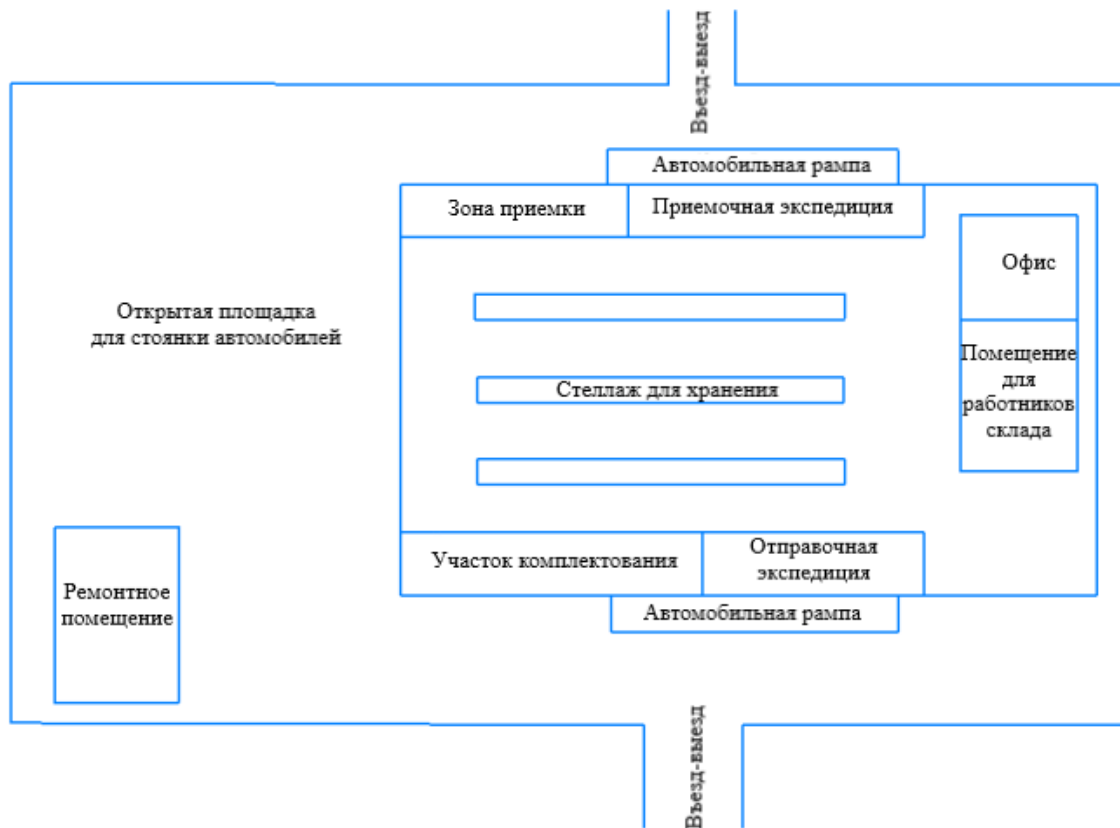 Въезд-выезд
Автомобильная рампа
Зона приемки
Приемочная экспедиция
Офис
Открытая площадка
для стоянки автомобилей
Помещение
для
работников
склада
Стеллаж для хранения
Участок комплектования
Отправочная
экспедиция
Ремонтное
помещение
Автомобильная рампа
Въезд-выезд